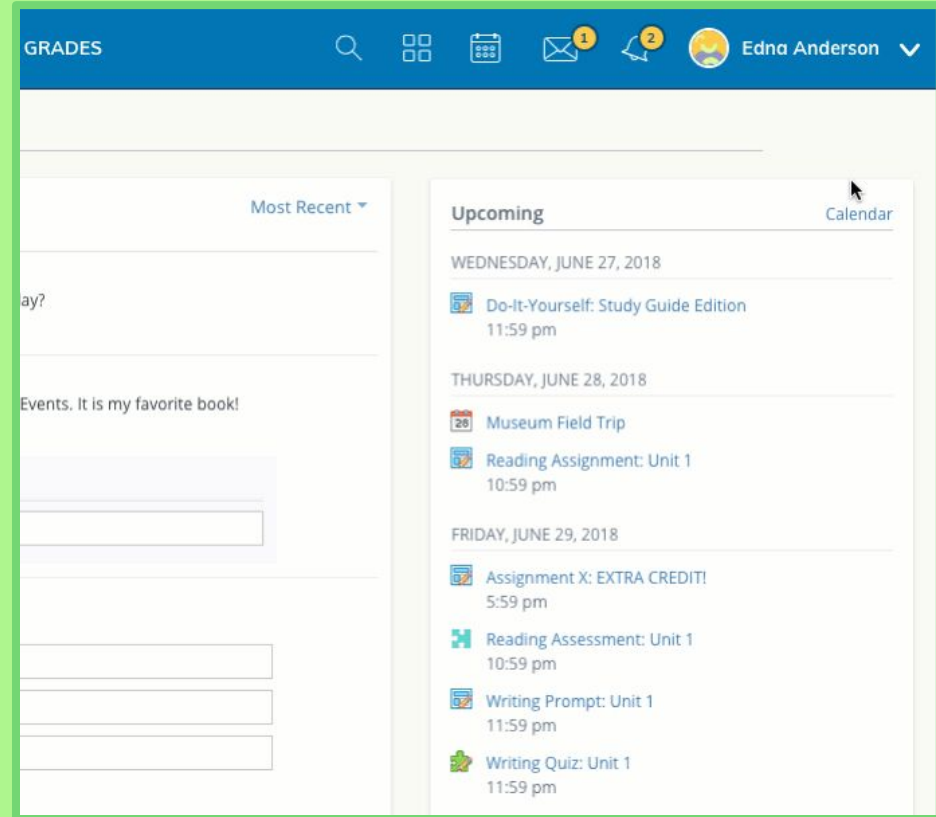 GRADES
1
2
Edna Anderson
Most Recent
ay?
Events. It is my favorite book!
Upcoming
Calendar
WEDNESDAY, JUNE 27, 2018
Do-It-Yourself: Study Guide Edition
11:59 pm
THURSDAY, JUNE 28, 2018
28
Museum Field Trip
Reading Assignment: Unit 1
10:59 pm
FRIDAY, JUNE 29, 2018
Assignment X: EXTRA CREDIT!
5:59 pm
Reading Assessment: Unit 1
10:59 pm
Writing Prompt: Unit 1
11:59 pm
Writing Quiz: Unit 1
11:59 pm